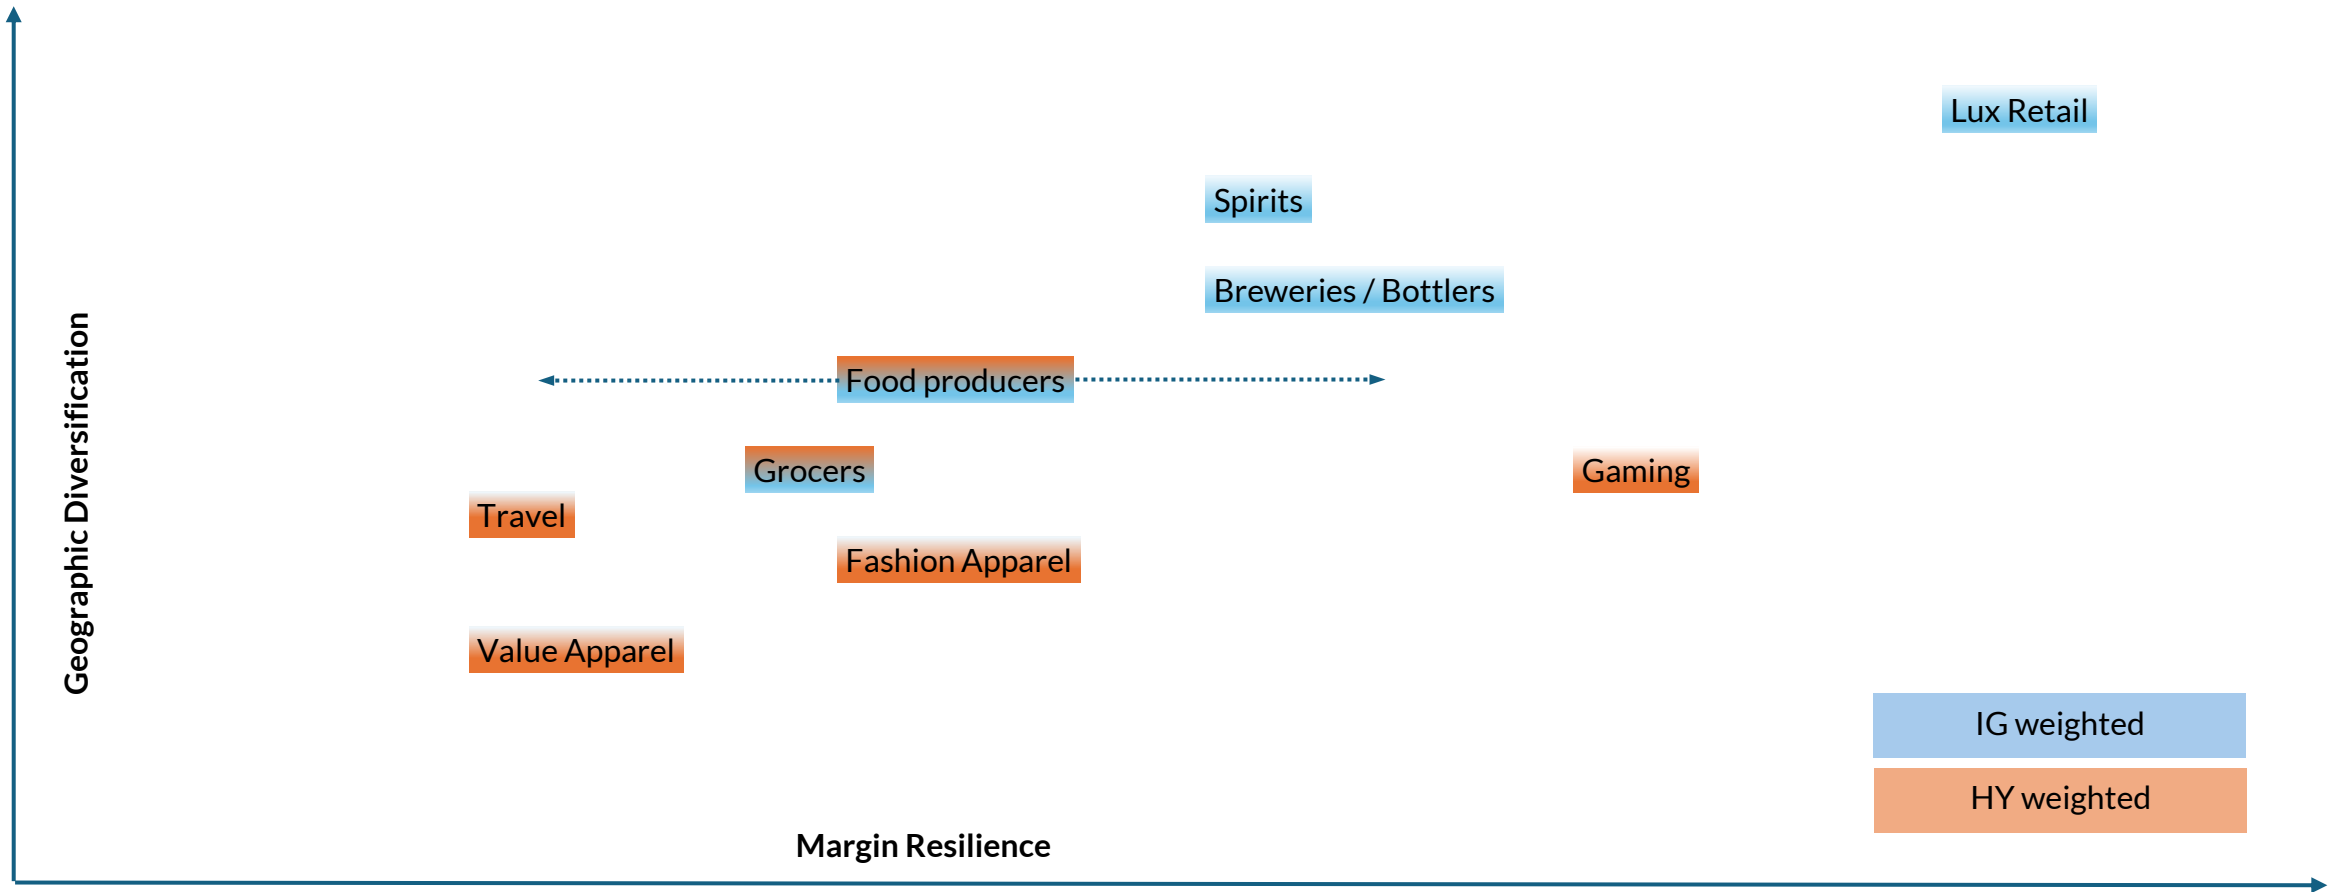 Lux Retail
Spirits
Breweries / Bottlers
Geographic Diversification
Food producers
Grocers
Gaming
Travel
Fashion Apparel
Value Apparel
IG weighted
HY weighted
Margin Resilience